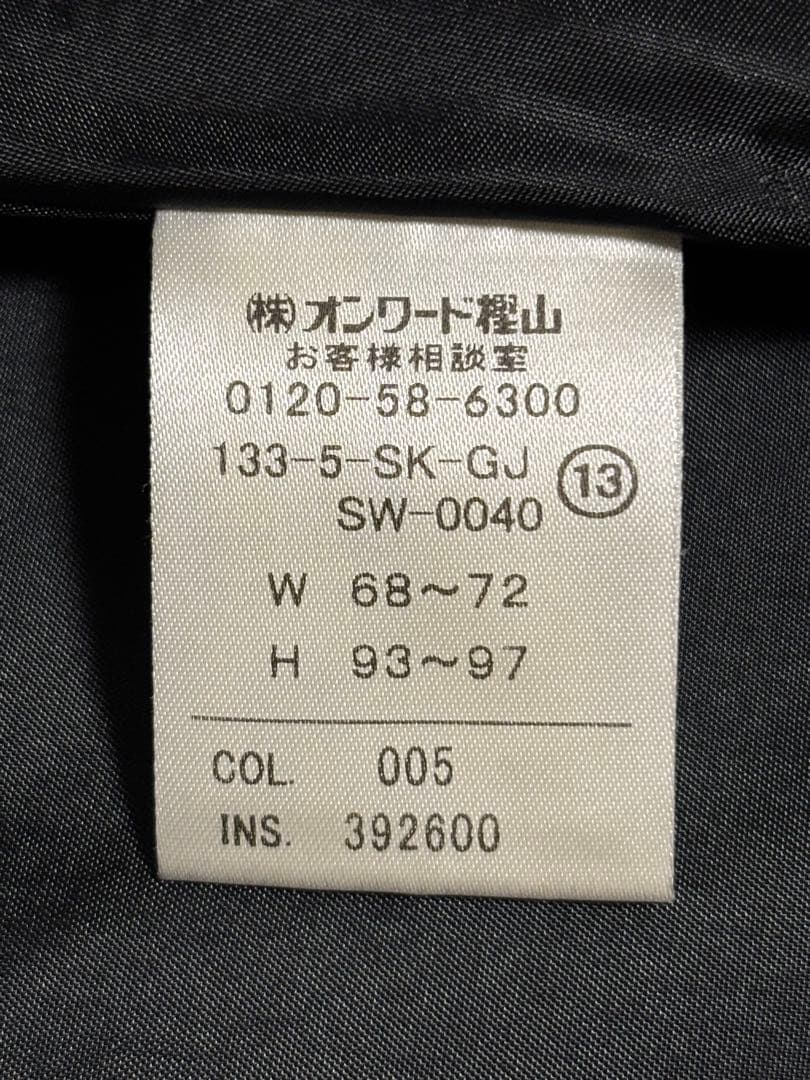 (株)オンワード樫山
お客様相談室
0120-58-6300
133-5-SK-GJ
SW-0040
13
W 68~72
H 93~97
COL. 005
INS. 392600